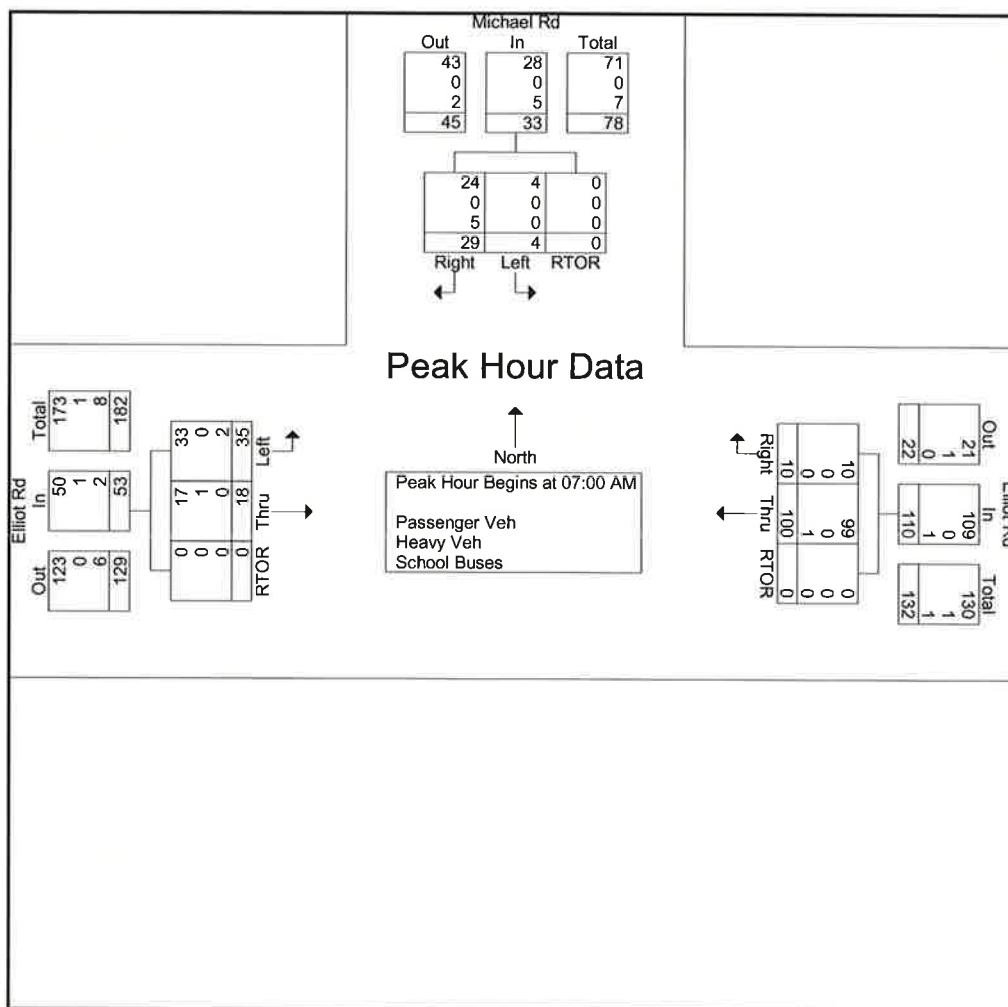 Michael Rd
Out In Total
43 28 71
0 0 0
2 5 7
45 33 78
24 4 0
0 0 0
5 0 0
29 4 0
Right Left RTOR
Peak Hour Data
North
Peak Hour Begins at 07:00 AM
Passenger Veh
Heavy Veh
School Buses
Elliot Rd
Out In Total
123 50 173
0 1 1
6 2 8
129 53 182
0 17 33
0 1 0
0 0 2
0 18 35
RTOR Thru Left
Out In Total
21 109 130
1 0 1
0 1 1
22 110 132
10 99 0
0 0 0
0 1 0
10 100 0
Right Thru RTOR